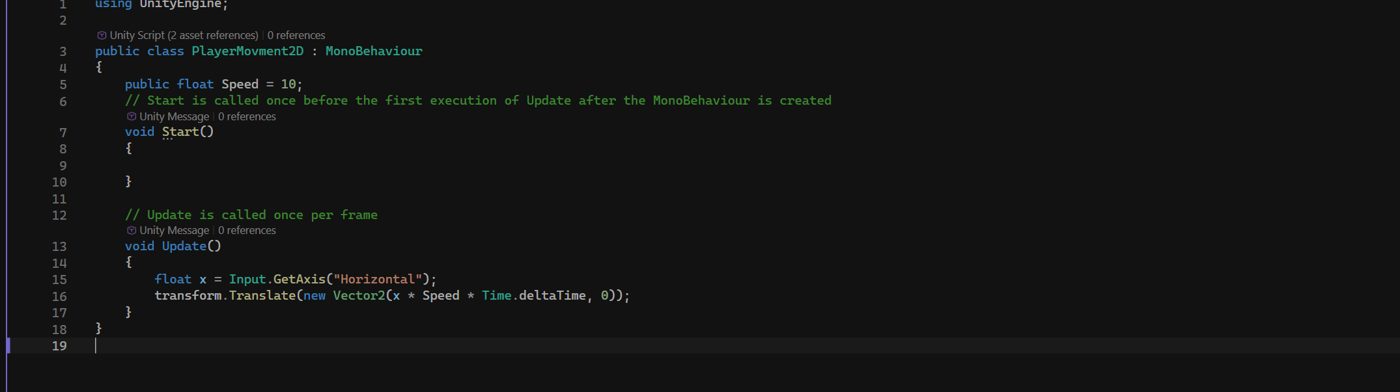 1 using UnityEngine;
2
Unity Script (2 asset references) | 0 references
3 public class PlayerMovment2D : MonoBehaviour
4 {
5 public float Speed = 10;
6 // Start is called once before the first execution of Update after the MonoBehaviour is created
Unity Message | 0 references
7 void Start()
8 {
9
10 }
11
12 // Update is called once per frame
Unity Message | 0 references
13 void Update()
14 {
15 float x = Input.GetAxis("Horizontal");
16 transform.Translate(new Vector2(x * Speed * Time.deltaTime, 0));
17 }
18 }
19